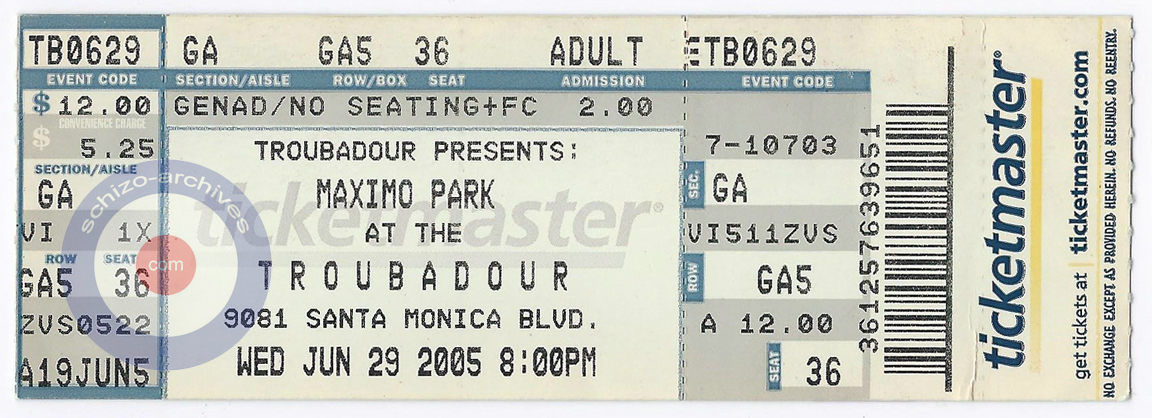 TB0629 GA GA5 36 ADULT ETB0629
EVENT CODE SECTION/AISLE ROW/BOX SEAT ADMISSION EVENT CODE
$ 12.00 GENAD/NO SEATING+FC 2.00
CONVENIENCE CHARGE
$ 5.25
SECTION/AISLE
GA
VI 1X
ROW SEAT
GA5 36
ZVS0522
A19JUN5
TROUBADOUR PRESENTS:
MAXIMO PARK
AT THE
TROUBADOUR
9081 SANTA MONICA BLVD.
WED JUN 29 2005 8:00PM
ticketmaster®
schizo-archives
.com
7-10703
SEC. GA
VI511ZVS
ROW GA5
A 12.00
SEAT 36
361257639651
ticketmaster®
get tickets at ticketmaster.com
NO EXCHANGE EXCEPT AS PROVIDED HEREIN. NO REFUNDS. NO REENTRY.